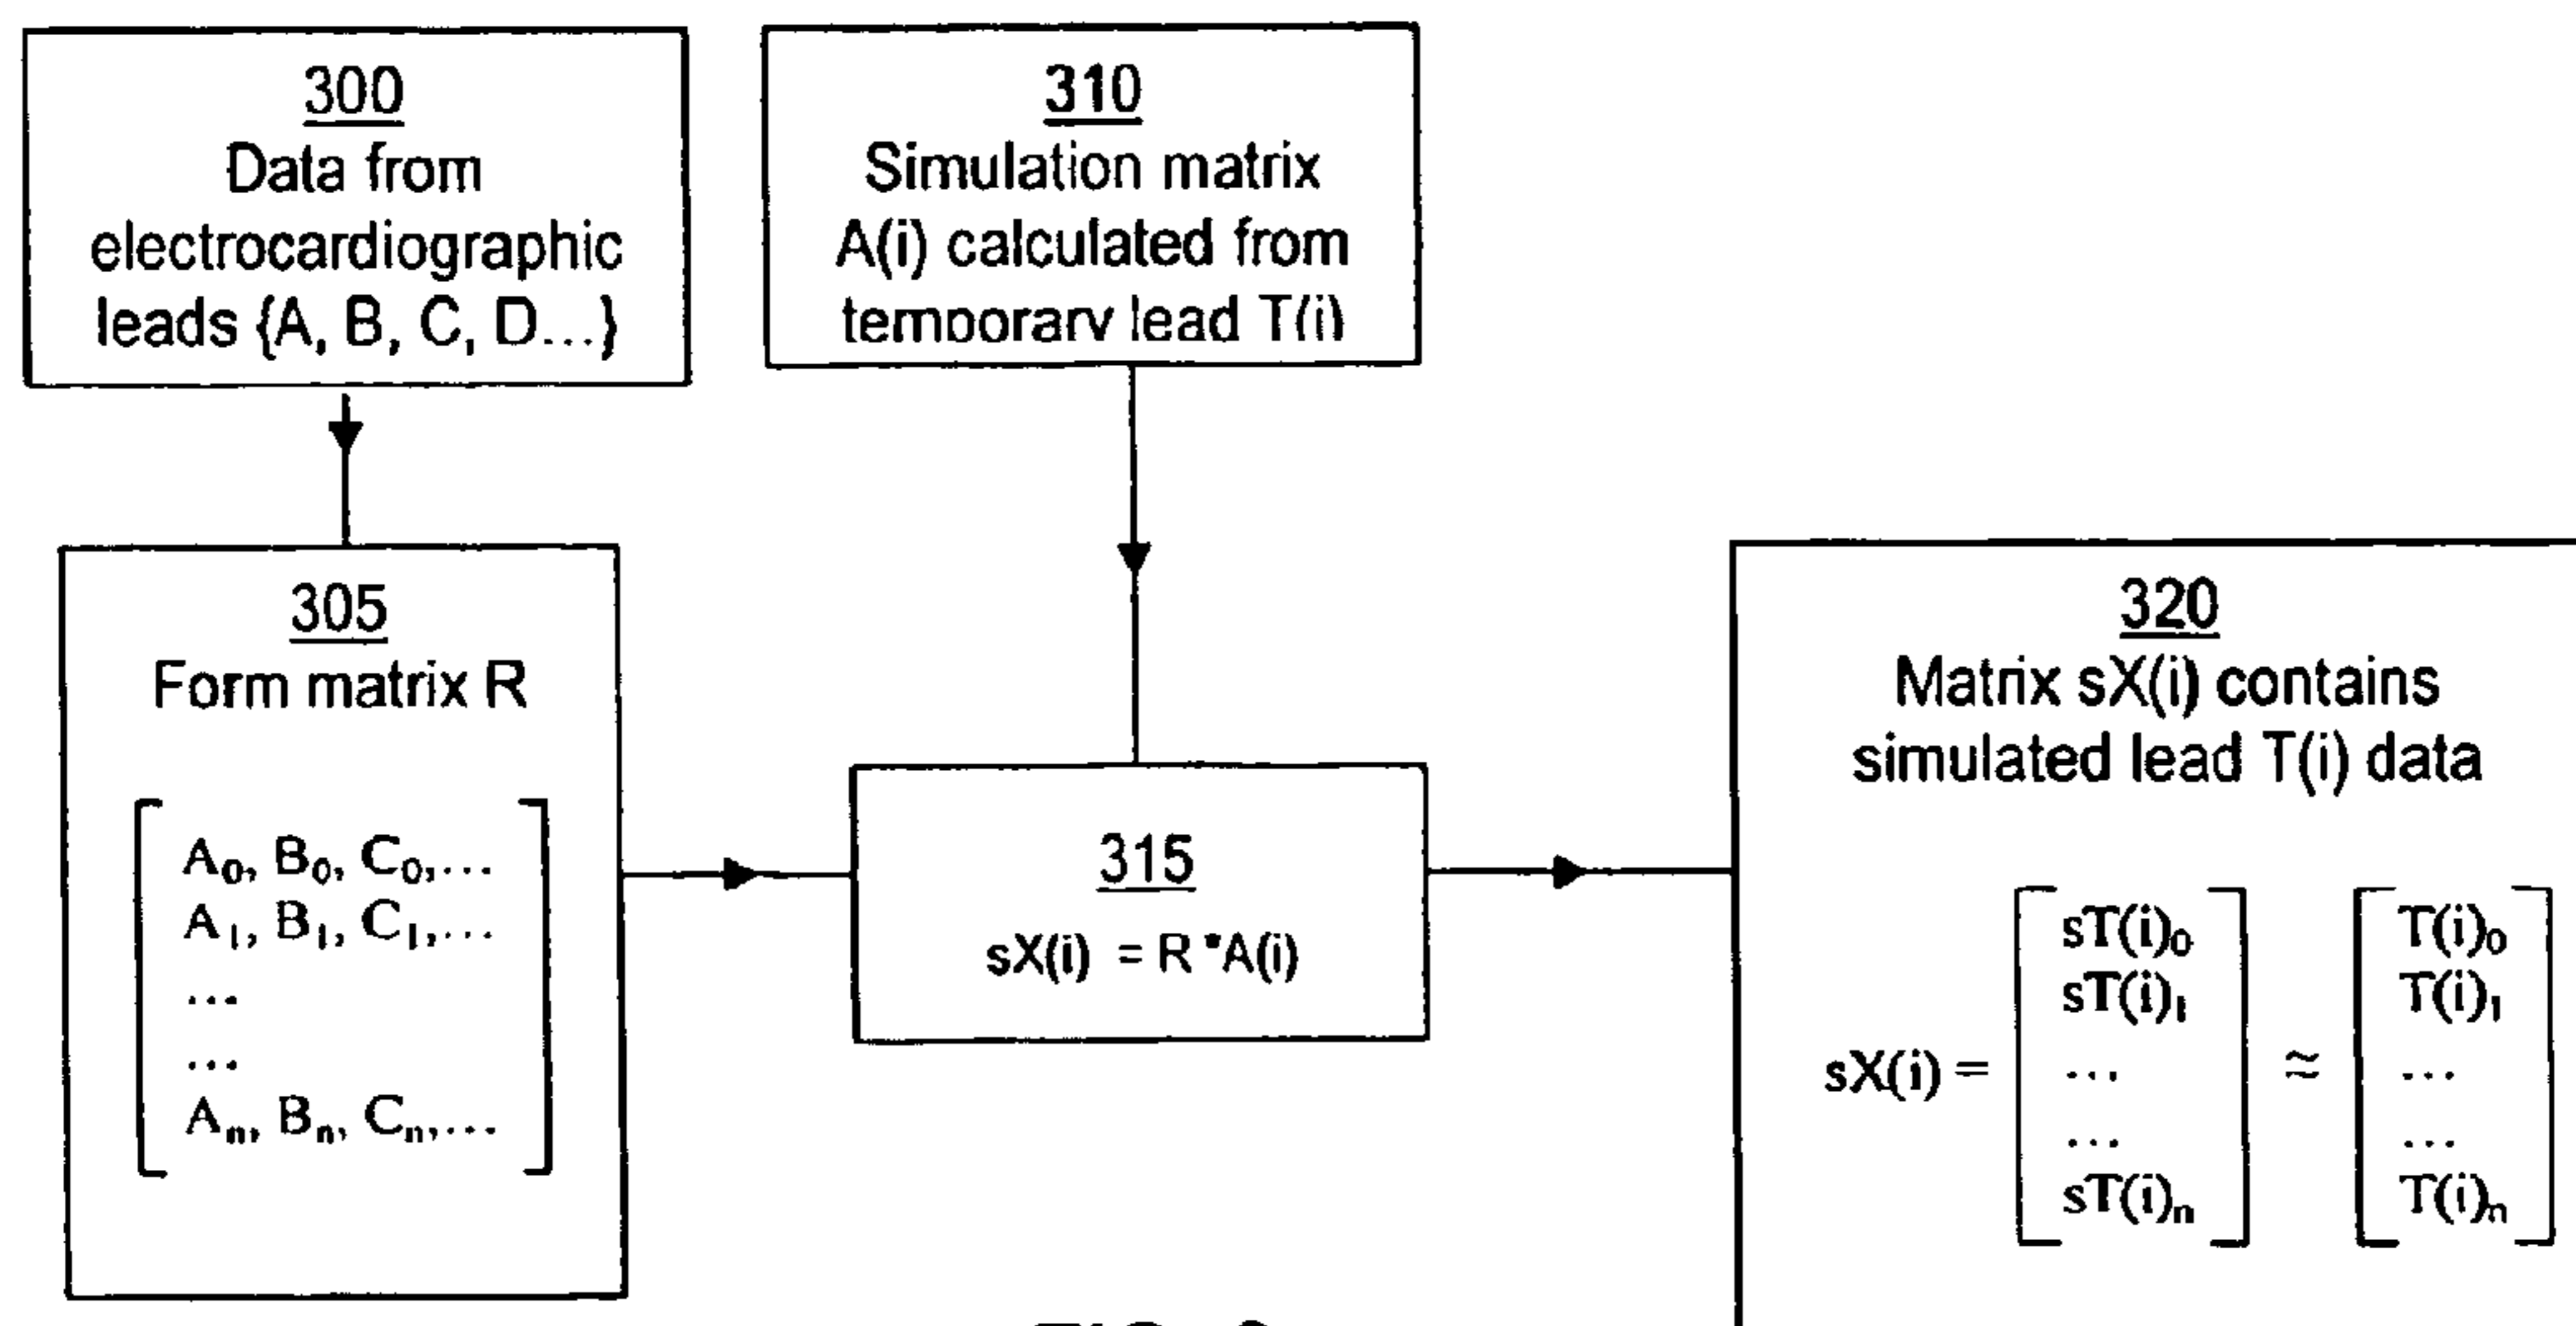 300
Data from
electrocardiographic
leads {A, B, C, D...}
310
Simulation matrix
A(i) calculated from
temporary lead T(i)
305
Form matrix R
A₀, B₀, C₀,...
A₁, B₁, C₁,...
...
...
Aₙ, Bₙ, Cₙ,...
315
sX(i) = R *A(i)
320
Matrix sX(i) contains
simulated lead T(i) data
sX(i) =
sT(i)₀
sT(i)₁
...
...
sT(i)ₙ
≈
T(i)₀
T(i)₁
...
...
T(i)ₙ